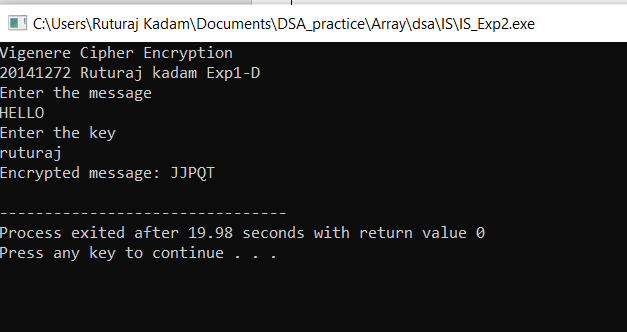 C:\Users\Ruturaj Kadam\Documents\DSA_practice\Array\dsa\IS\IS_Exp2.exe
Vigenere Cipher Encryption
20141272 Ruturaj kadam Exp1-D
Enter the message
HELLO
Enter the key
ruturaj
Encrypted message: JJPQT
--------------------------------
Process exited after 19.98 seconds with return value 0
Press any key to continue . . .